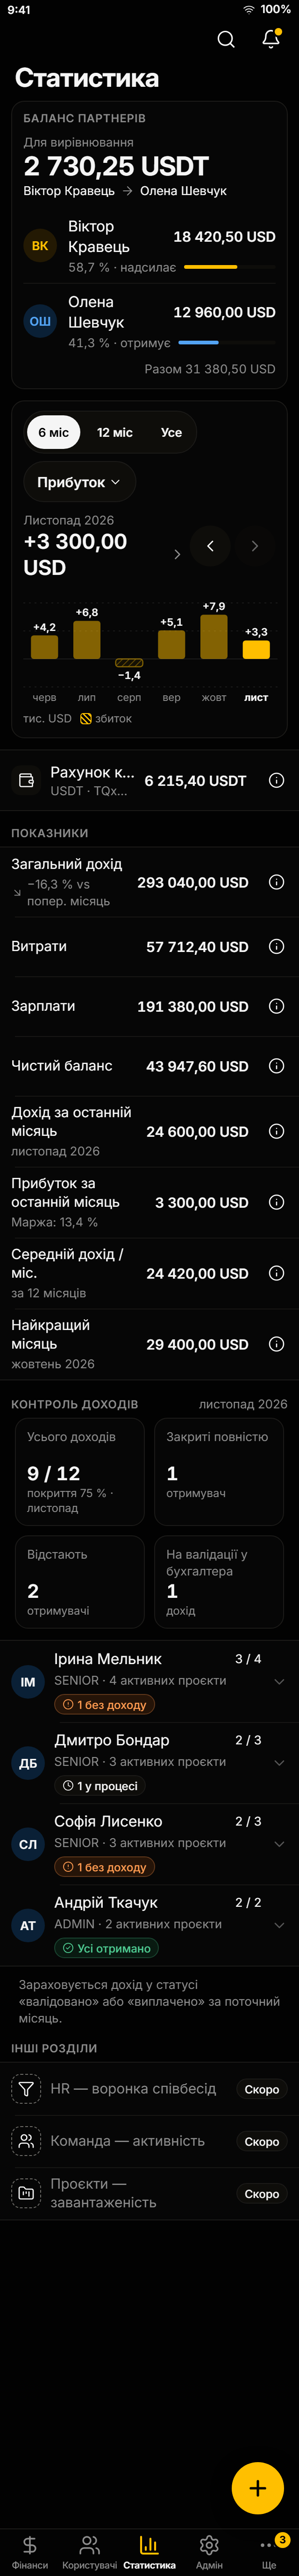 9:41
100%
Статистика
БАЛАНС ПАРТНЕРІВ
Для вирівнювання
2 730,25 USDT
Віктор Кравець → Олена Шевчук
ВК
Віктор
Кравець
18 420,50 USD
58,7 % · надсилає
ОШ
Олена
Шевчук
12 960,00 USD
41,3 % · отримує
Разом 31 380,50 USD
6 міс
12 міс
Усе
Прибуток
Листопад 2026
+3 300,00
USD
+4,2
+6,8
−1,4
+5,1
+7,9
+3,3
черв
лип
серп
вер
жовт
лист
тис. USD
збиток
Рахунок к...
USDT · TQx...
6 215,40 USDT
ПОКАЗНИКИ
Загальний дохід
−16,3 % vs
попер. місяць
293 040,00 USD
Витрати
57 712,40 USD
Зарплати
191 380,00 USD
Чистий баланс
43 947,60 USD
Дохід за останній
місяць
листопад 2026
24 600,00 USD
Прибуток за
останній місяць
Маржа: 13,4 %
3 300,00 USD
Середній дохід /
міс.
за 12 місяців
24 420,00 USD
Найкращий
місяць
жовтень 2026
29 400,00 USD
КОНТРОЛЬ ДОХОДІВ
листопад 2026
Усього доходів
9 / 12
покриття 75 % ·
листопад
Закриті повністю
1
отримувач
Відстають
2
отримувачі
На валідації у
бухгалтера
1
дохід
ІМ
Ірина Мельник
3 / 4
SENIOR · 4 активних проєкти
1 без доходу
ДБ
Дмитро Бондар
2 / 3
SENIOR · 3 активних проєкти
1 у процесі
СЛ
Софія Лисенко
2 / 3
SENIOR · 3 активних проєкти
1 без доходу
АТ
Андрій Ткачук
2 / 2
ADMIN · 2 активних проєкти
Усі отримано
Зараховується дохід у статусі
«валідовано» або «виплачено» за поточний
місяць.
ІНШІ РОЗДІЛИ
HR — воронка співбесід
Скоро
Команда — активність
Скоро
Проєкти —
завантаженість
Скоро
3
Фінанси
Користувачі
Статистика
Адмін
Ще